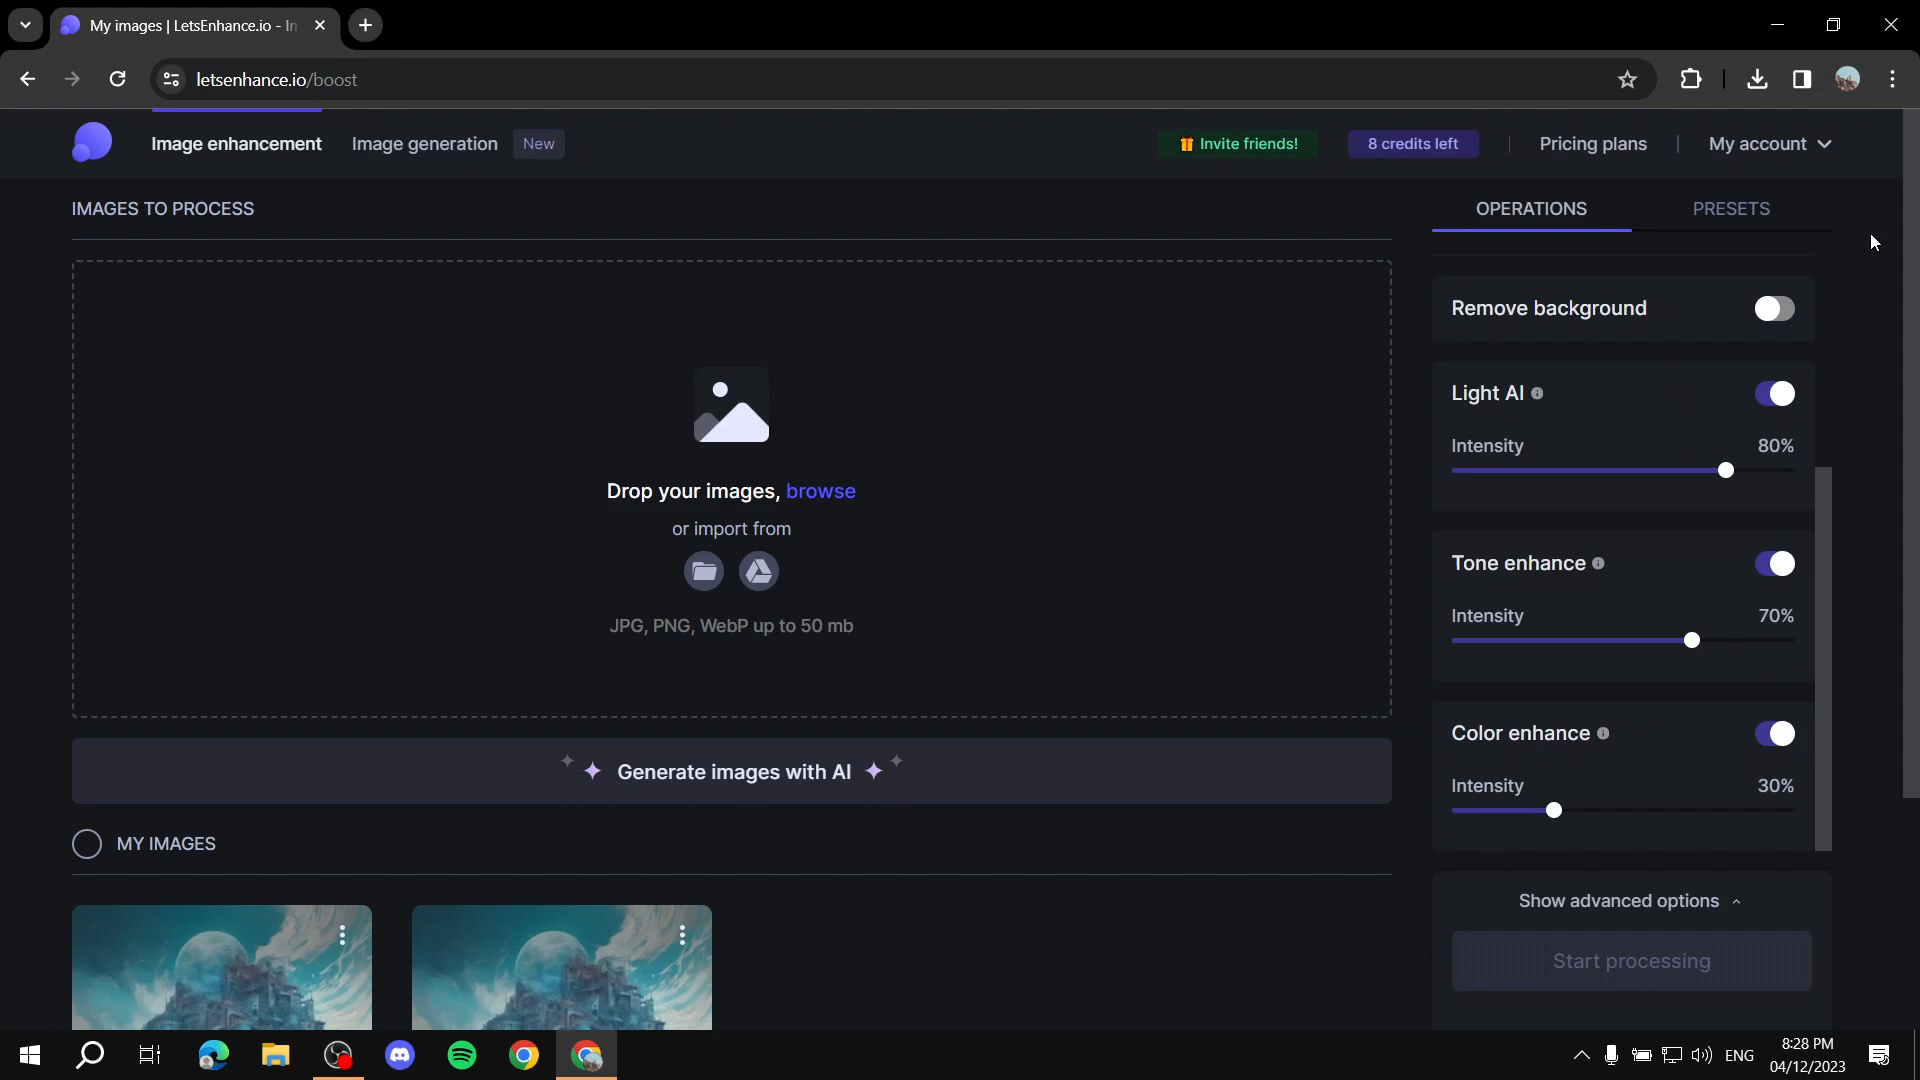 My images | LetsEnhance.io - In
letsenhance.io/boost
Image enhancement
Image generation
New
Invite friends!
8 credits left
Pricing plans
My account
IMAGES TO PROCESS
OPERATIONS
PRESETS
Drop your images, browse
or import from
JPG, PNG, WebP up to 50 mb
Generate images with AI
MY IMAGES
Remove background
Light AI
Intensity 80%
Tone enhance
Intensity 70%
Color enhance
Intensity 30%
Show advanced options
Start processing
ENG
8:28 PM
04/12/2023